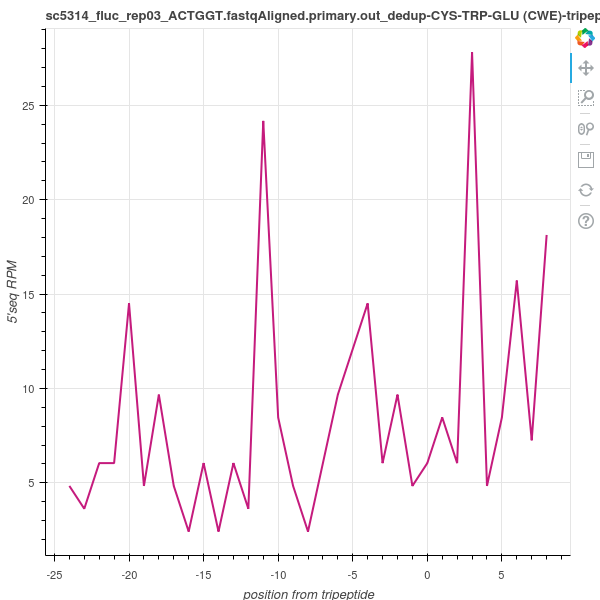 sc5314_fluc_rep03_ACTGGT.fastqAligned.primary.out_dedup-CYS-TRP-GLU (CWE)-tripep
25
20
15
10
5
5'seq RPM
-25 -20 -15 -10 -5 0 5
position from tripeptide